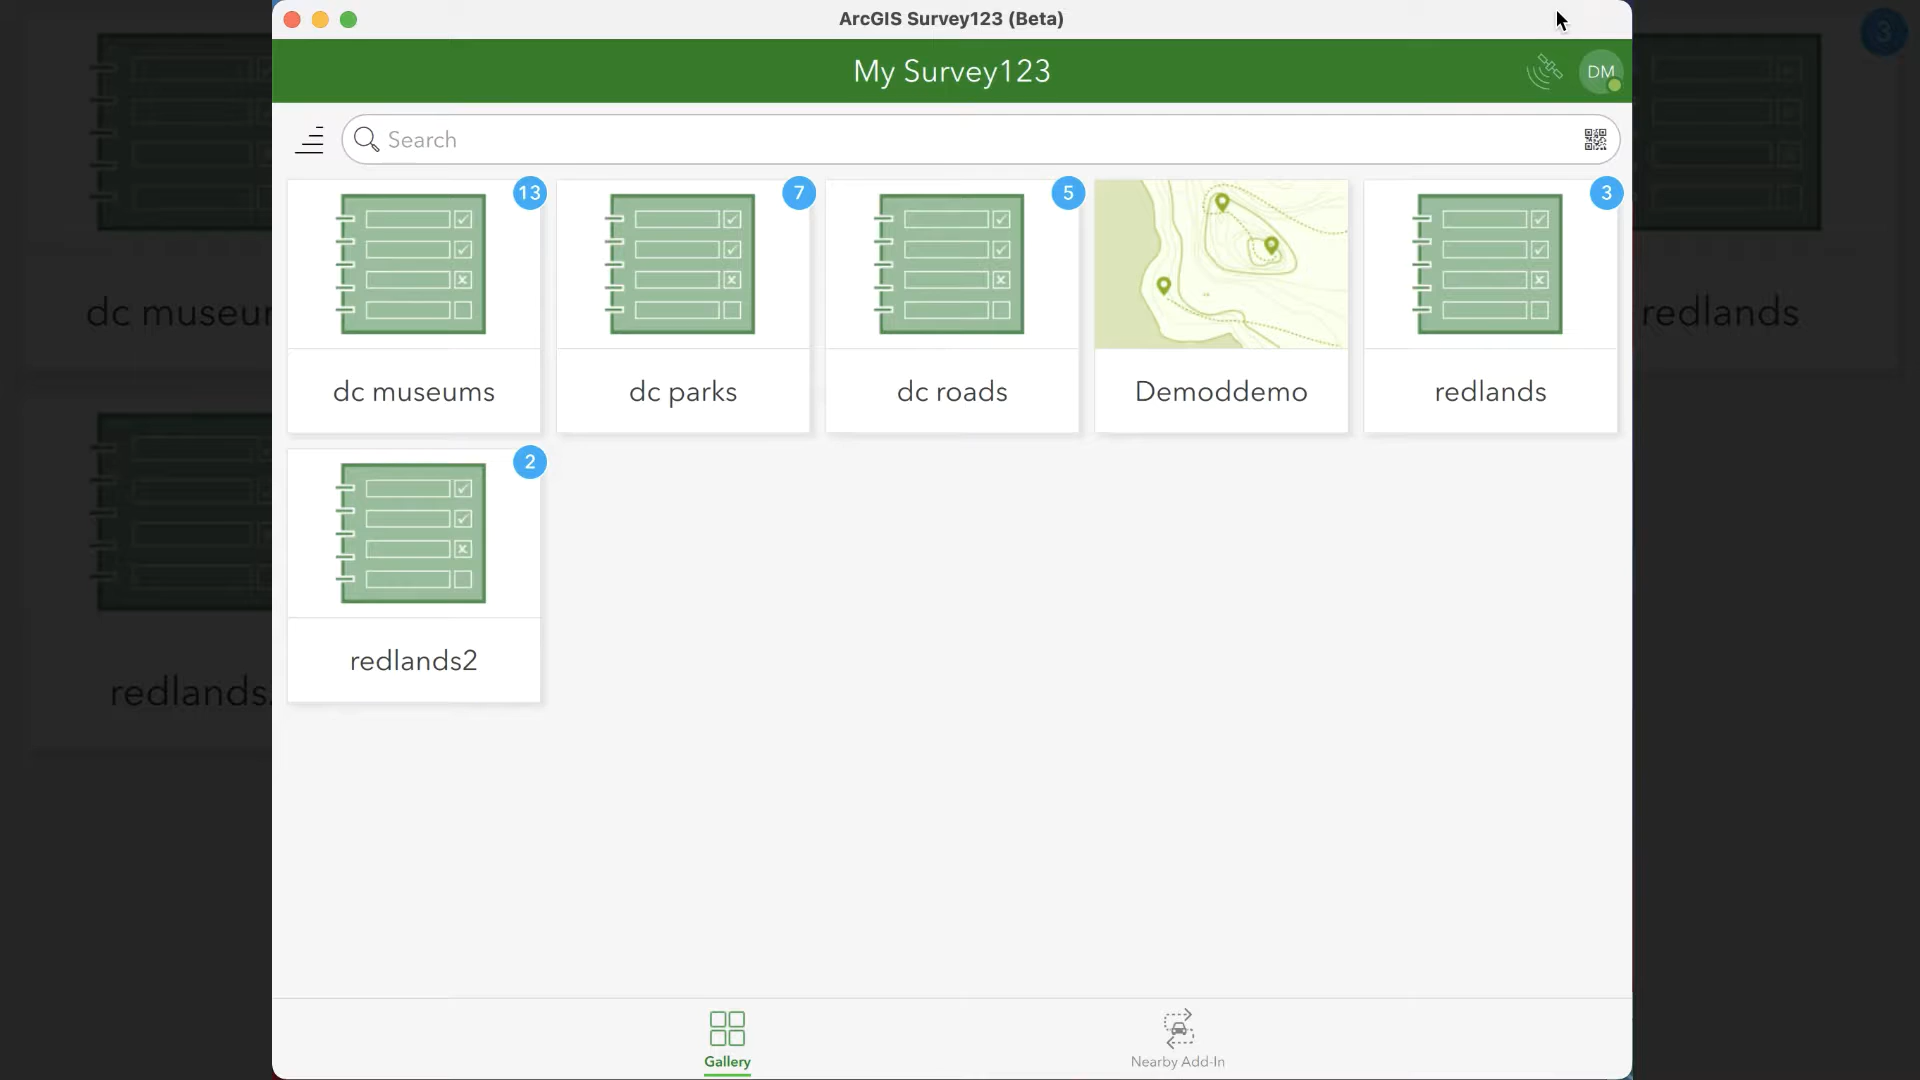 ArcGIS Survey123 (Beta)
My Survey123
DM
Search
13
7
5
3
dc museums
dc parks
dc roads
Demoddemo
redlands
2
redlands2
Gallery
Nearby Add-In
3
dc museu
redlands
redlands